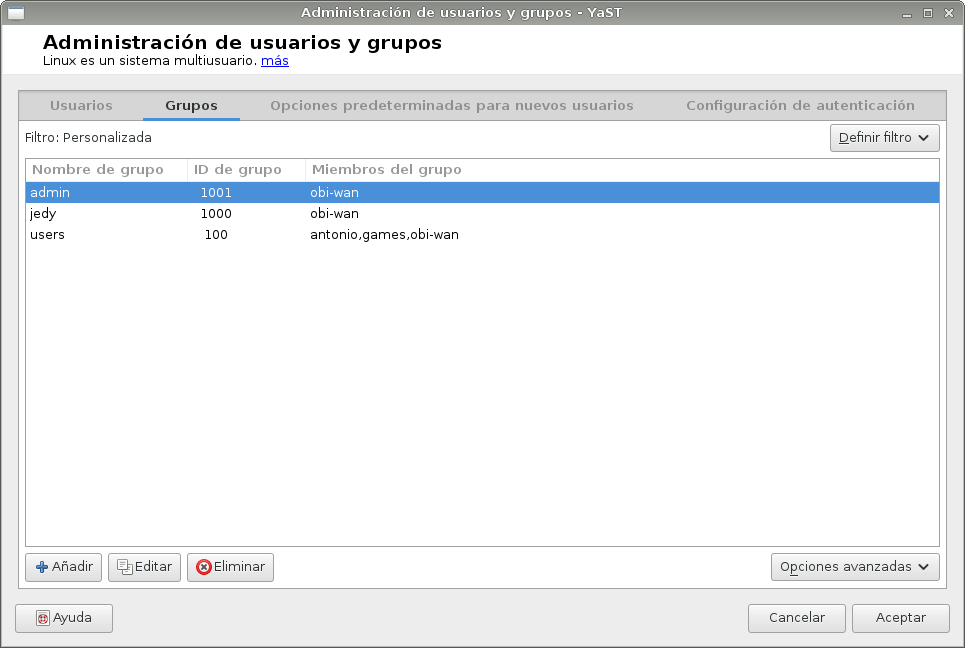 Administración de usuarios y grupos - YaST
Administración de usuarios y grupos
Linux es un sistema multiusuario. más
Usuarios Grupos Opciones predeterminadas para nuevos usuarios Configuración de autenticación
Filtro: Personalizada Definir filtro
Nombre de grupo ID de grupo Miembros del grupo
admin 1001 obi-wan
jedy 1000 obi-wan
users 100 antonio,games,obi-wan
Añadir Editar Eliminar Opciones avanzadas
Ayuda Cancelar Aceptar